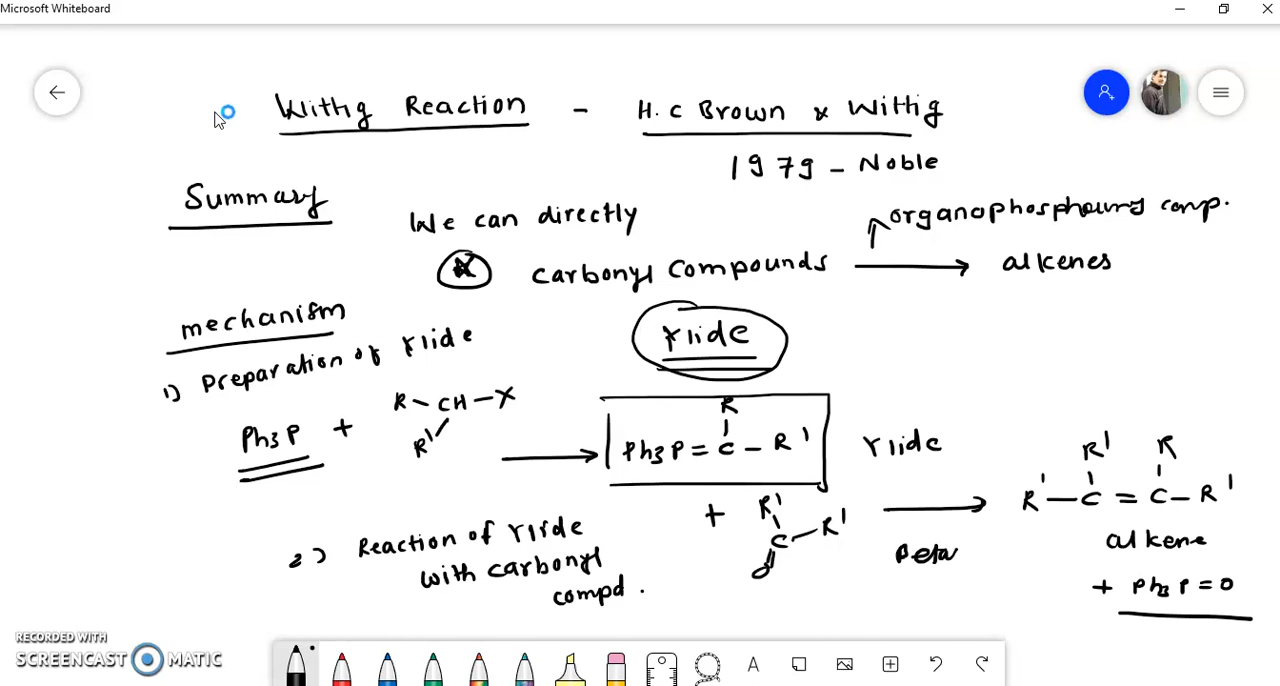 Microsoft Whiteboard
Wittig Reaction - H.C Brown & Wittig
1979 - Noble
Summary
We can directly
organophosphorus comp.
carbonyl compounds → alkenes
mechanism
Ylide
1) Preparation of Ylide
R - CH - X
R'
Ph3P +
→
R
Ph3P = C - R'
Ylide
R' R
R' - C = C - R'
+ R'
C - R'
O
→
Beta
alkene
+ Ph3P = O
2) Reaction of Ylide
with carbonyl
compd.
RECORDED WITH
SCREENCAST MATIC
A